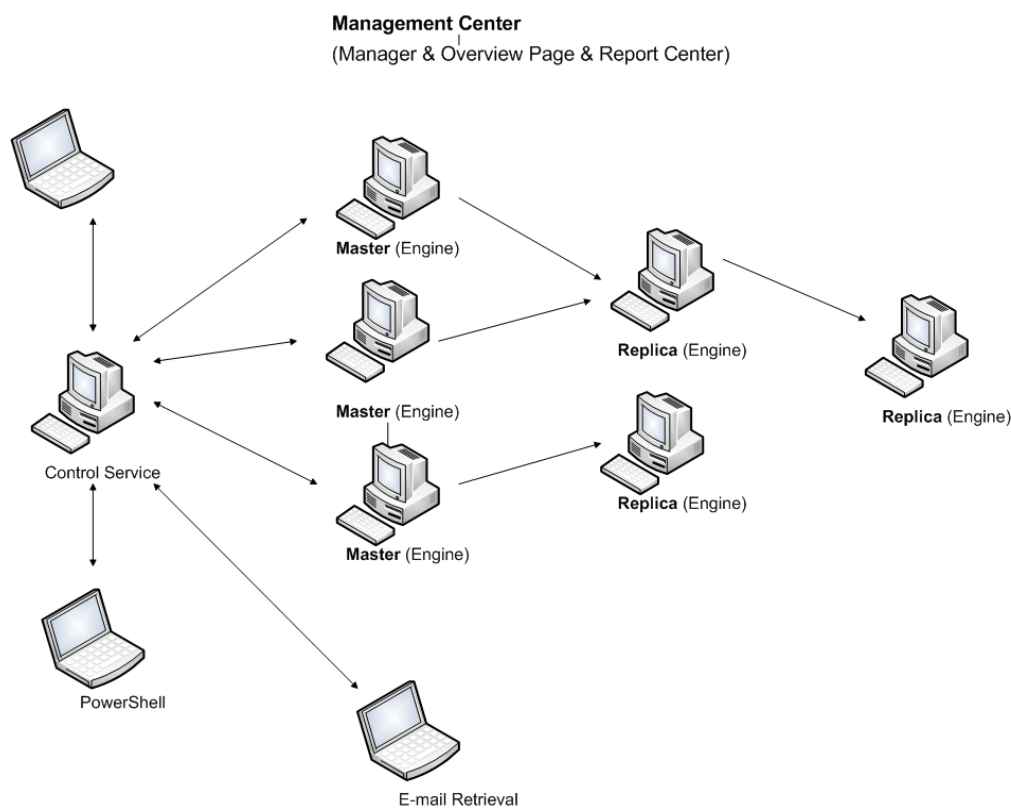 Management Center
(Manager & Overview Page & Report Center)
Master (Engine)
Replica (Engine)
Master (Engine)
Replica (Engine)
Control Service
Replica (Engine)
Master (Engine)
PowerShell
E-mail Retrieval